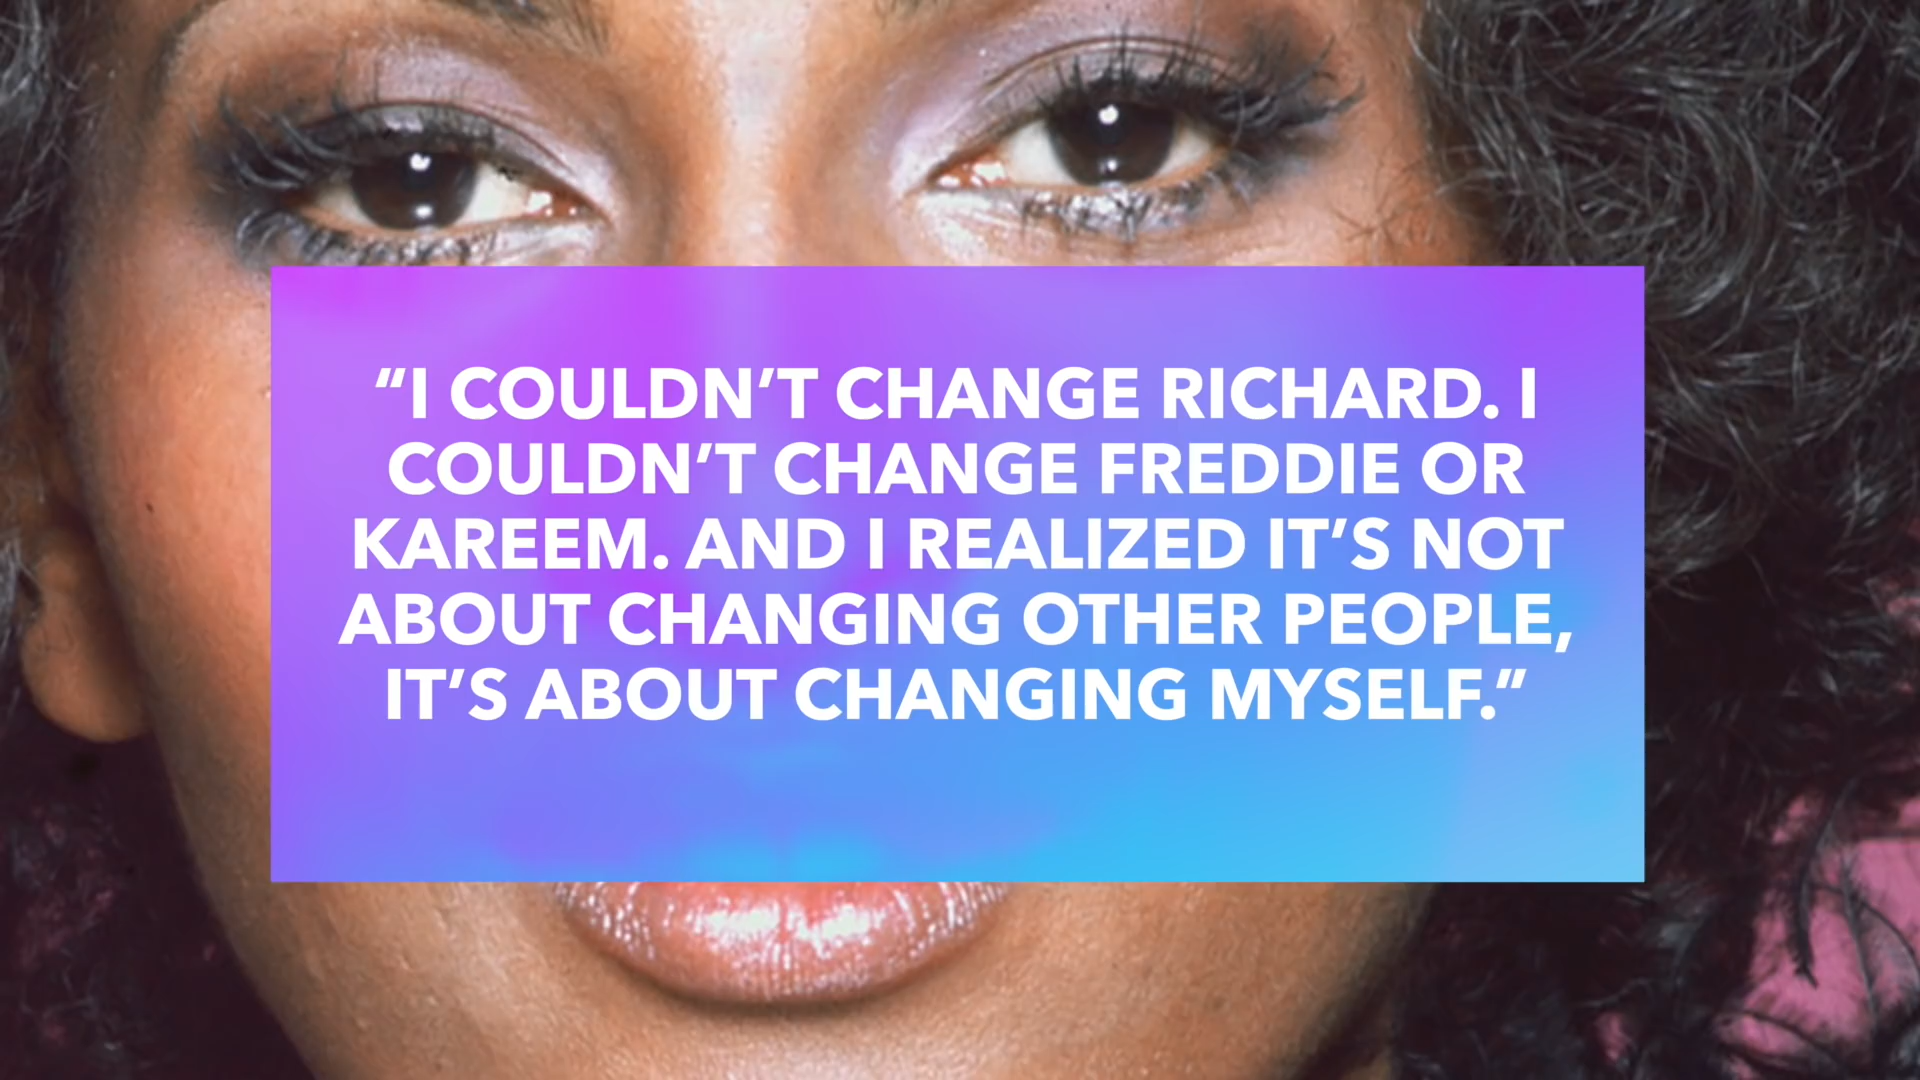 “I COULDN’T CHANGE RICHARD. I
COULDN’T CHANGE FREDDIE OR
KAREEM. AND I REALIZED IT’S NOT
ABOUT CHANGING OTHER PEOPLE,
IT’S ABOUT CHANGING MYSELF.”